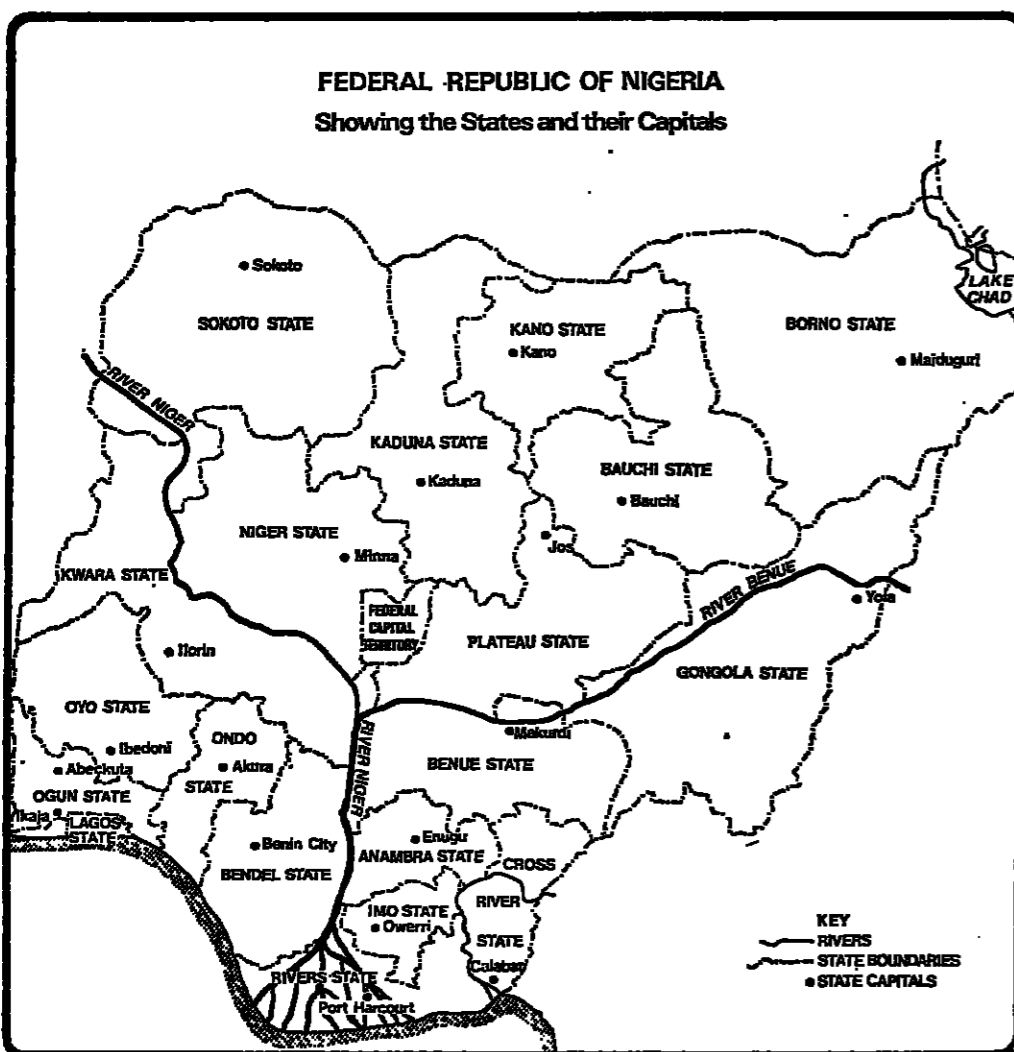 FEDERAL REPUBLIC OF NIGERIA
Showing the States and their Capitals
Sokoto
SOKOTO STATE
KANO STATE
Kano
BORNO STATE
LAKE
CHAD
Maiduguri
RIVER NIGER
KADUNA STATE
Kaduna
BAUCHI STATE
Bauchi
NIGER STATE
Minna
Jos
KWARA STATE
FEDERAL
CAPITAL
TERRITORY
RIVER BENUE
Yola
PLATEAU STATE
GONGOLA STATE
Ilorin
OYO STATE
Ibedoni
ONDO
STATE
Akura
RIVER NIGER
Makurdi
BENUE STATE
Abeckuta
OGUN STATE
Ikaja
LAGOS
STATE
Benin City
BENDEL STATE
Enugu
ANAMBRA STATE
CROSS
RIVER
STATE
IMO STATE
Owerri
Calabar
RIVERS STATE
Port Harcourt
KEY
RIVERS
STATE BOUNDARIES
STATE CAPITALS